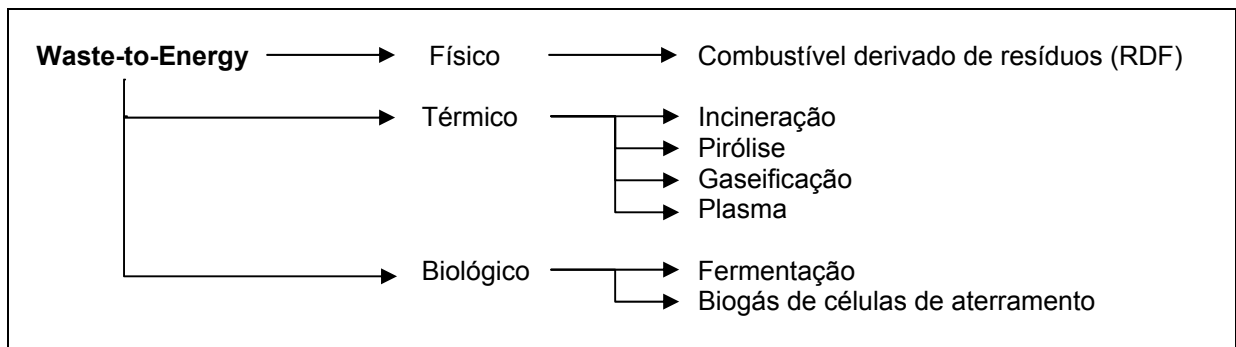 Waste-to-Energy Físico Combustível derivado de resíduos (RDF)
Térmico Incineração
Pirólise
Gaseificação
Plasma
Biológico Fermentação
Biogás de células de aterramento